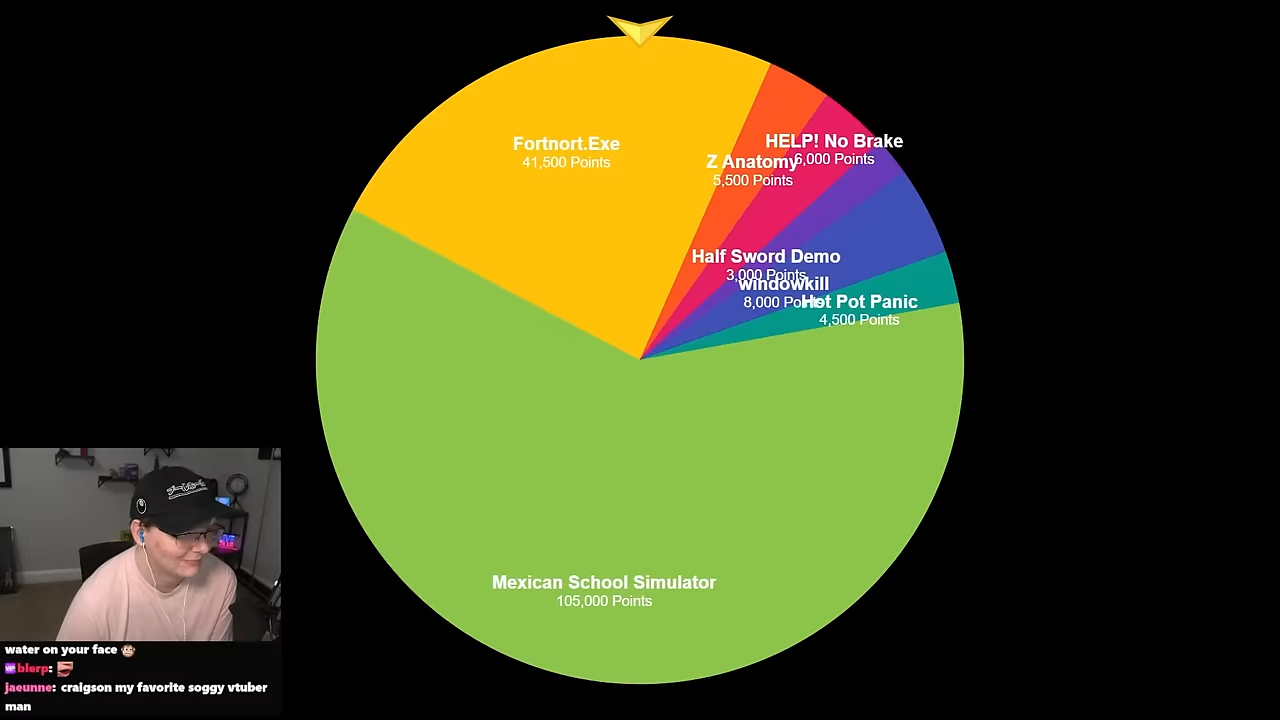 Fortnort.Exe
41,500 Points
HELP! No Brake
6,000 Points
Z Anatomy
5,500 Points
Half Sword Demo
3,000 Points
windowkill
8,000 Points
Hot Pot Panic
4,500 Points
Mexican School Simulator
105,000 Points
water on your face
blerp:
jaeunne: craigson my favorite soggy vtuber
man